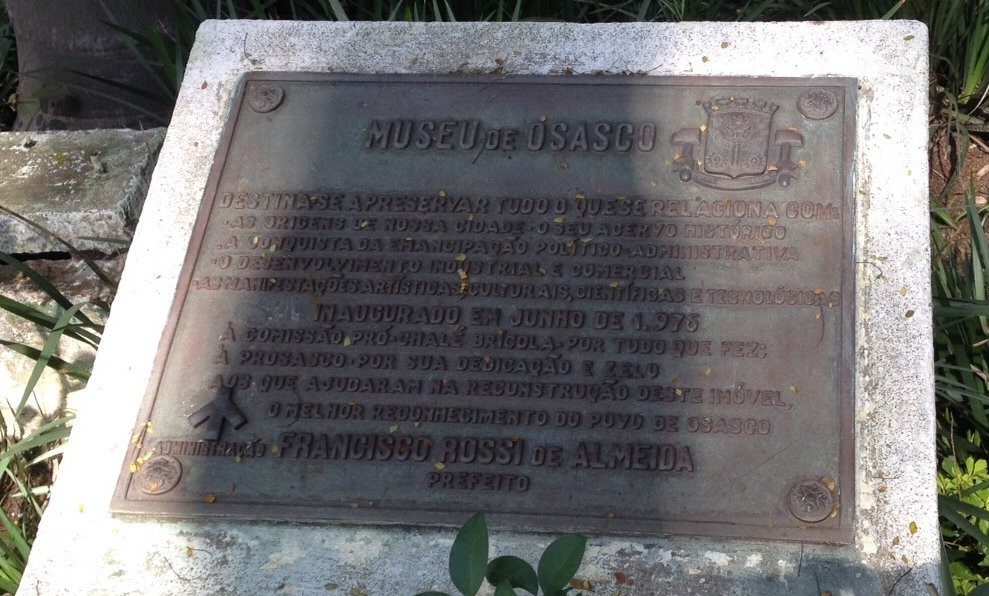 MUSEU DE OSASCO
DESTINA-SE A PRESERVAR TUDO O QUE SE RELACIONA COM:
-AS ORIGENS DE NOSSA CIDADE-O SEU ACERVO HISTÓRICO
-A CONQUISTA DA EMANCIPAÇÃO POLÍTICO-ADMINISTRATIVA
-O DESENVOLVIMENTO INDUSTRIAL E COMERCIAL
-AS MANIFESTAÇÕES ARTÍSTICAS, CULTURAIS, CIENTÍFICAS E TECNOLÓGICAS
INAUGURADO EM JUNHO DE 1.976
À COMISSÃO PRÓ-CHALÉ BRÍCOLA-POR TUDO QUE FEZ;
À PROSASCO-POR SUA DEDICAÇÃO E ZELO
AOS QUE AJUDARAM NA RECONSTRUÇÃO DESTE IMÓVEL,
O MELHOR RECONHECIMENTO DO POVO DE OSASCO
ADMINISTRAÇÃO FRANCISCO ROSSI DE ALMEIDA
PREFEITO